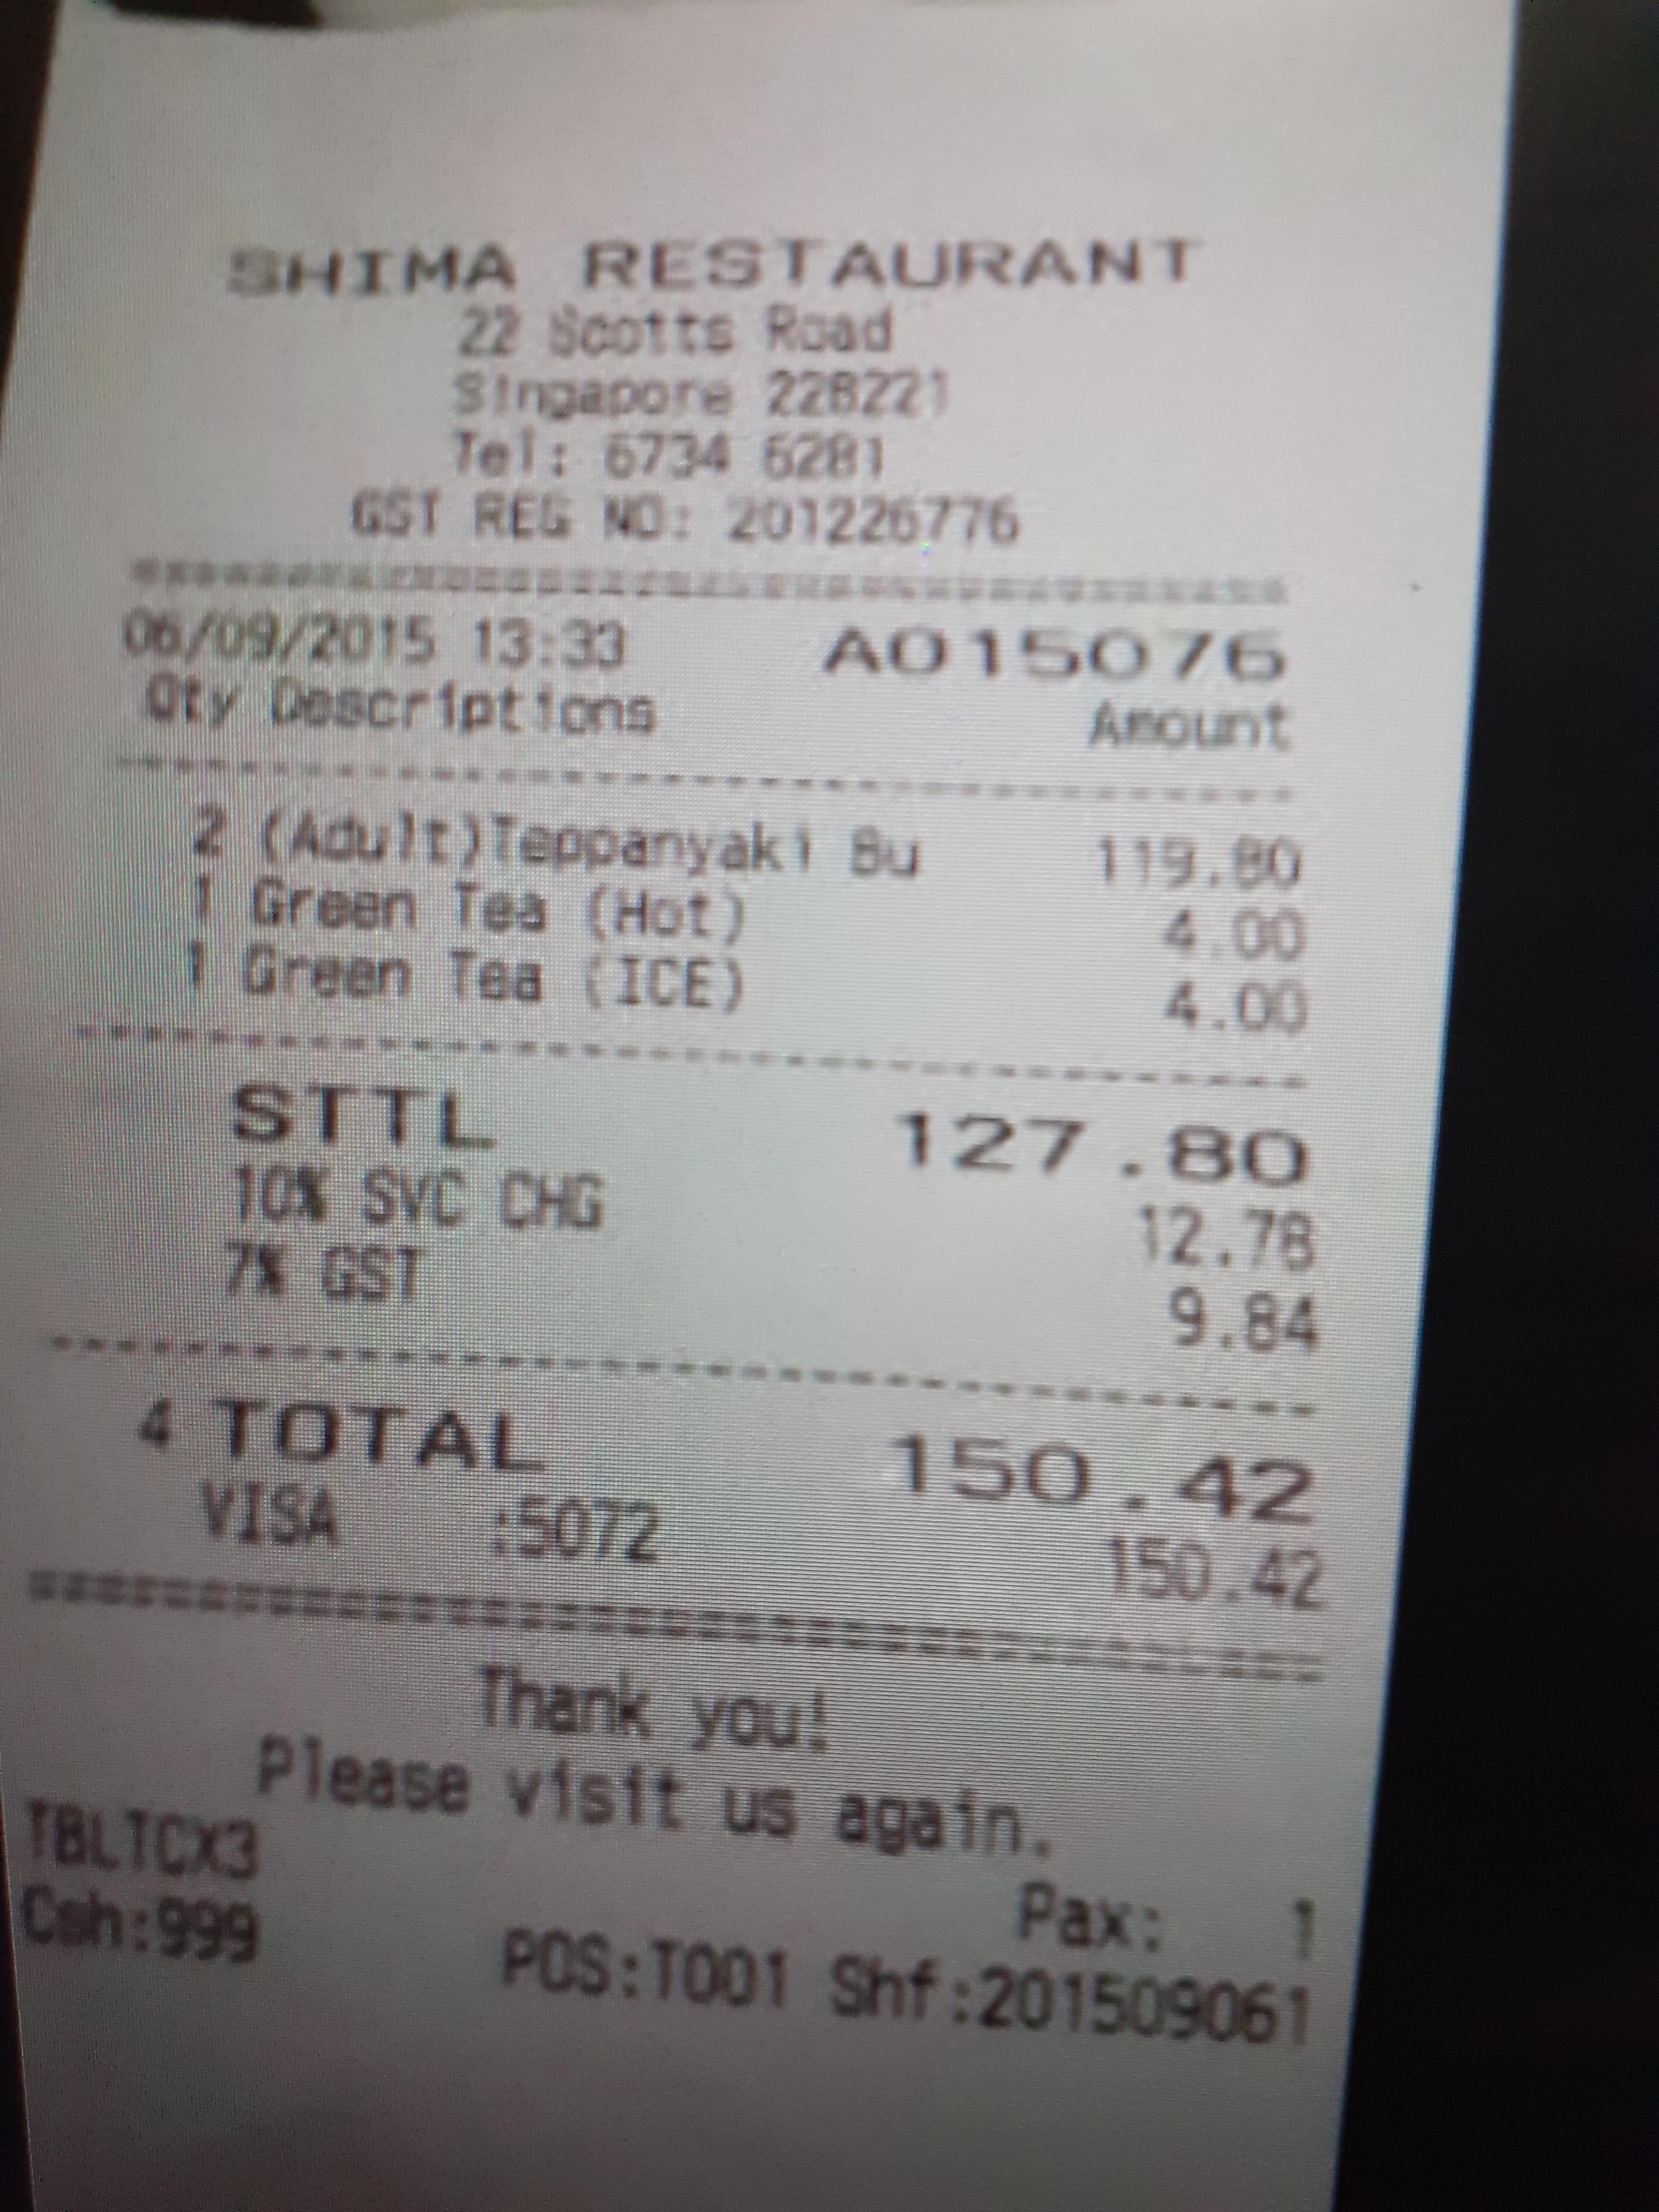 SHIMA RESTAURANT
22 Scotts Road
Singapore 228221
Tel: 6734 6281
GST REG NO: 201226776
06/09/2015 13:33 A015076
Qty Descriptions Amount
2 (Adult)Teppanyaki Bu 119.80
1 Green Tea (Hot) 4.00
1 Green Tea (ICE) 4.00
STTL 127.80
10% SVC CHG 12.78
7% GST 9.84
4 TOTAL 150.42
VISA :5072 150.42
Thank you!
Please visit us again.
TBLTCX3 Pax: 1
Csh:999 POS:T001 Shf:201509061